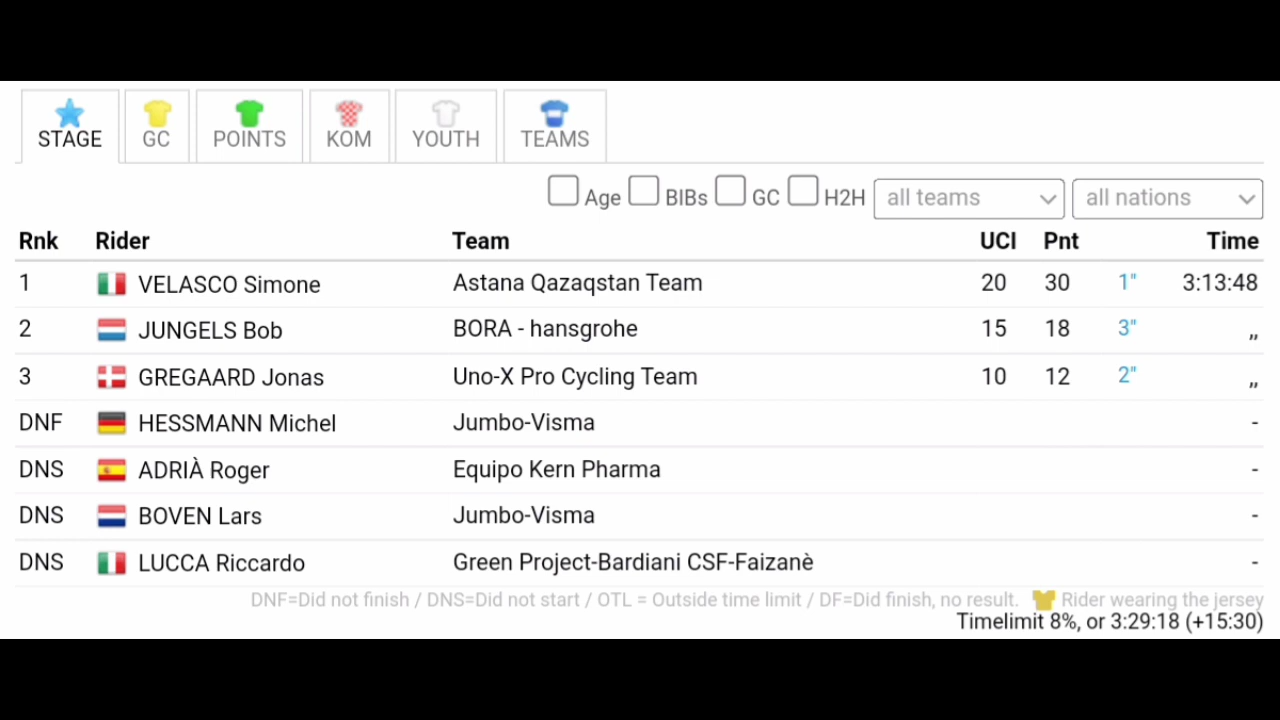 STAGE GC POINTS KOM YOUTH TEAMS
Age BIBs GC H2H all teams all nations
Rnk Rider Team UCI Pnt Time
1 VELASCO Simone Astana Qazaqstan Team 20 30 1" 3:13:48
2 JUNGELS Bob BORA - hansgrohe 15 18 3" ,,
3 GREGAARD Jonas Uno-X Pro Cycling Team 10 12 2" ,,
DNF HESSMANN Michel Jumbo-Visma -
DNS ADRIÀ Roger Equipo Kern Pharma -
DNS BOVEN Lars Jumbo-Visma -
DNS LUCCA Riccardo Green Project-Bardiani CSF-Faizanè -
DNF=Did not finish / DNS=Did not start / OTL = Outside time limit / DF=Did finish, no result. Rider wearing the jersey
Timelimit 8%, or 3:29:18 (+15:30)